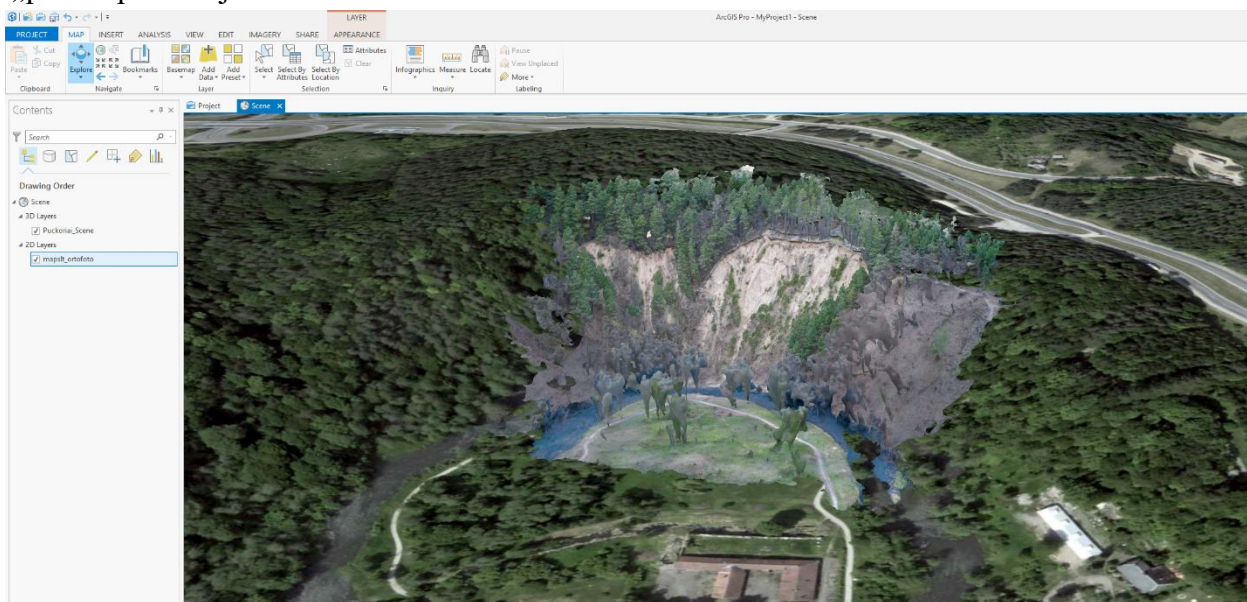 LAYER
ArcGIS Pro - MyProject1 - Scene
PROJECT MAP INSERT ANALYSIS VIEW EDIT IMAGERY SHARE APPEARANCE
Cut
Copy
Paste
Explore
Bookmarks
Basemap
Add Data
Add Preset
Select
Select By Attributes
Select By Location
Attributes
Clear
Infographics
Measure
Locate
Pause
View Unplaced
More
Clipboard Navigate Layer Selection Inquiry Labeling
Contents
Project Scene
Search
Drawing Order
Scene
3D Layers
Puckoriai_Scene
2D Layers
mapslt_ortofoto